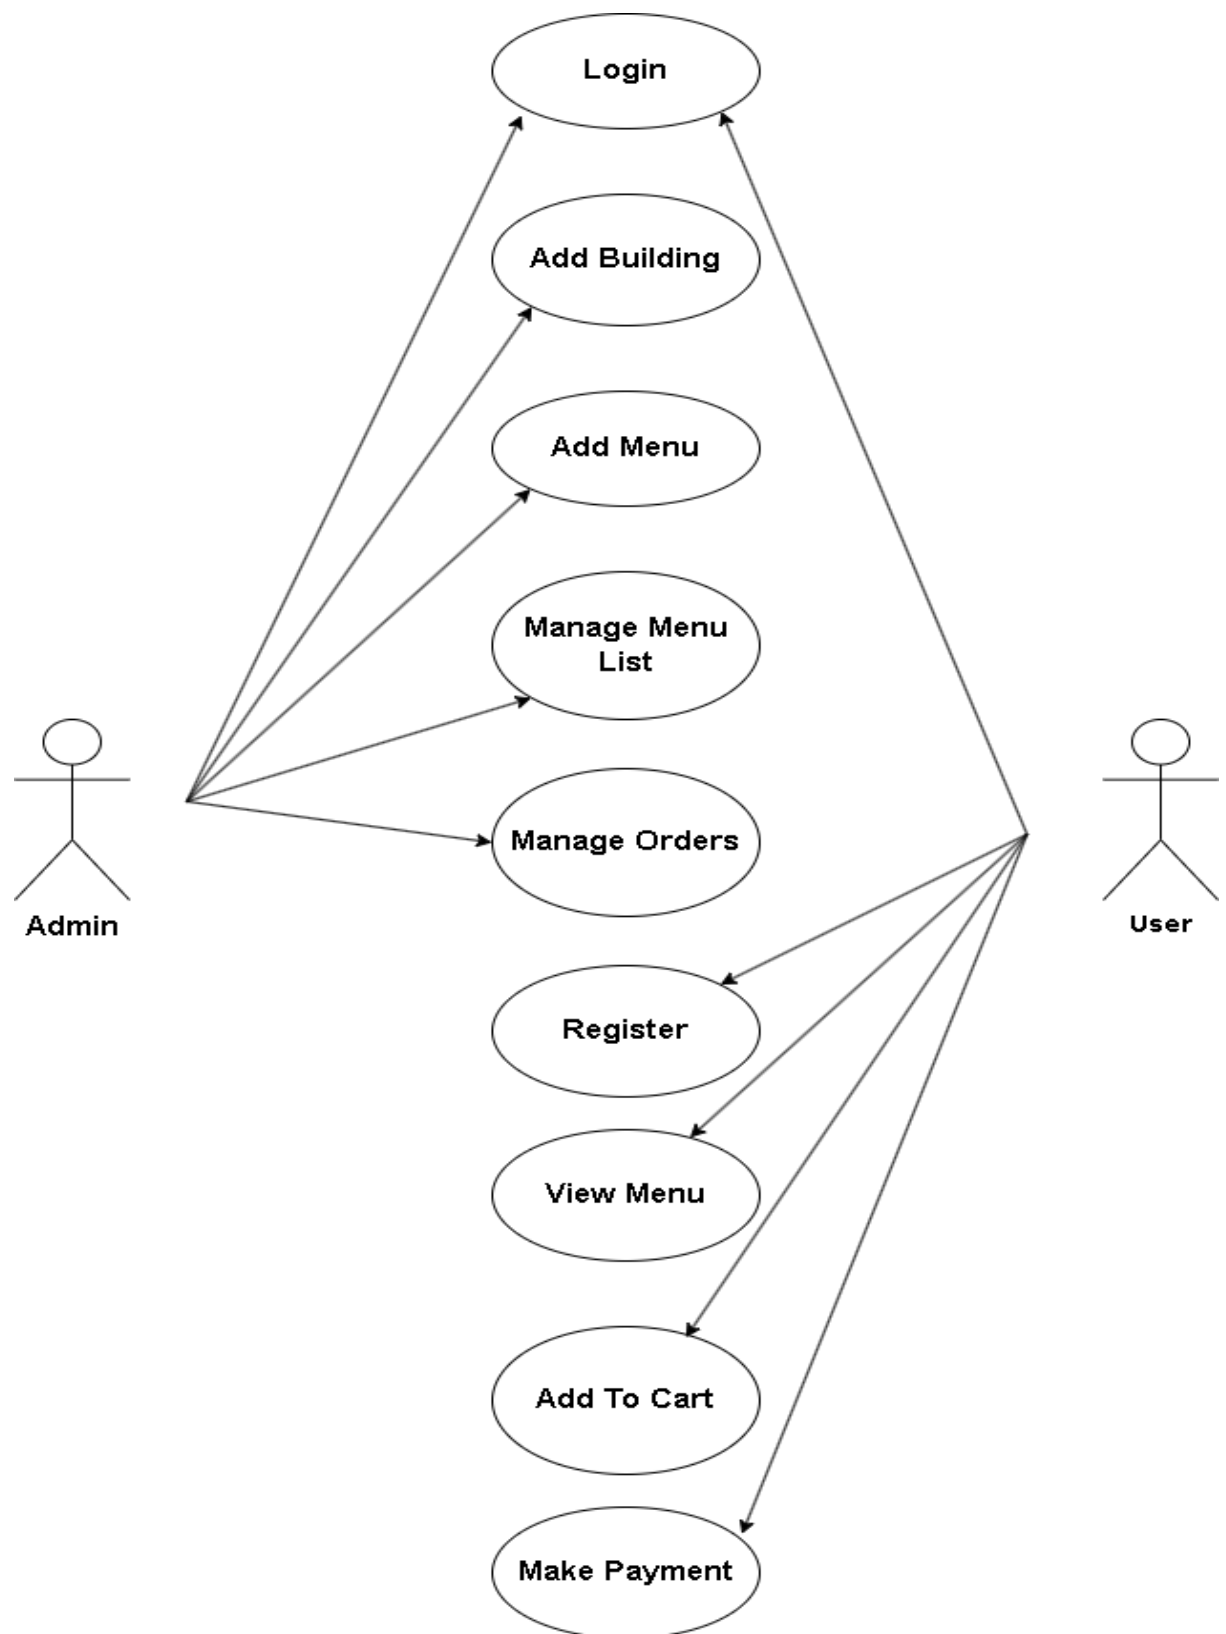 Login
Add Building
Add Menu
Manage Menu
List
Manage Orders
Admin
User
Register
View Menu
Add To Cart
Make Payment